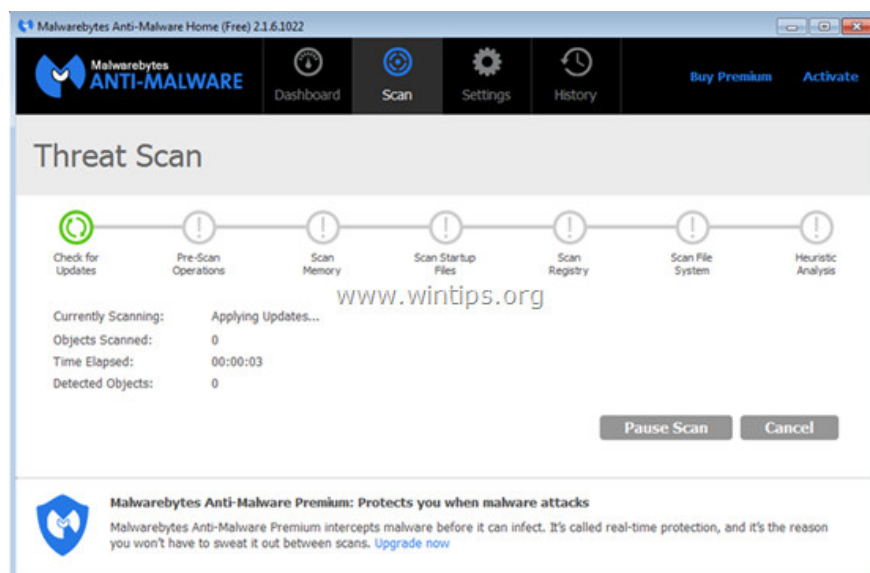 Malwarebytes Anti-Malware Home (Free) 2.1.6.1022
Malwarebytes
ANTI-MALWARE
Dashboard
Scan
Settings
History
Buy Premium
Activate
Threat Scan
Check for
Updates
Pre-Scan
Operations
Scan
Memory
Scan Startup
Files
Scan
Registry
Scan File
System
Heuristic
Analysis
www.wintips.org
Currently Scanning: Applying Updates...
Objects Scanned: 0
Time Elapsed: 00:00:03
Detected Objects: 0
Pause Scan
Cancel
Malwarebytes Anti-Malware Premium: Protects you when malware attacks
Malwarebytes Anti-Malware Premium intercepts malware before it can infect. It's called real-time protection, and it's the reason
you won't have to sweat it out between scans. Upgrade now